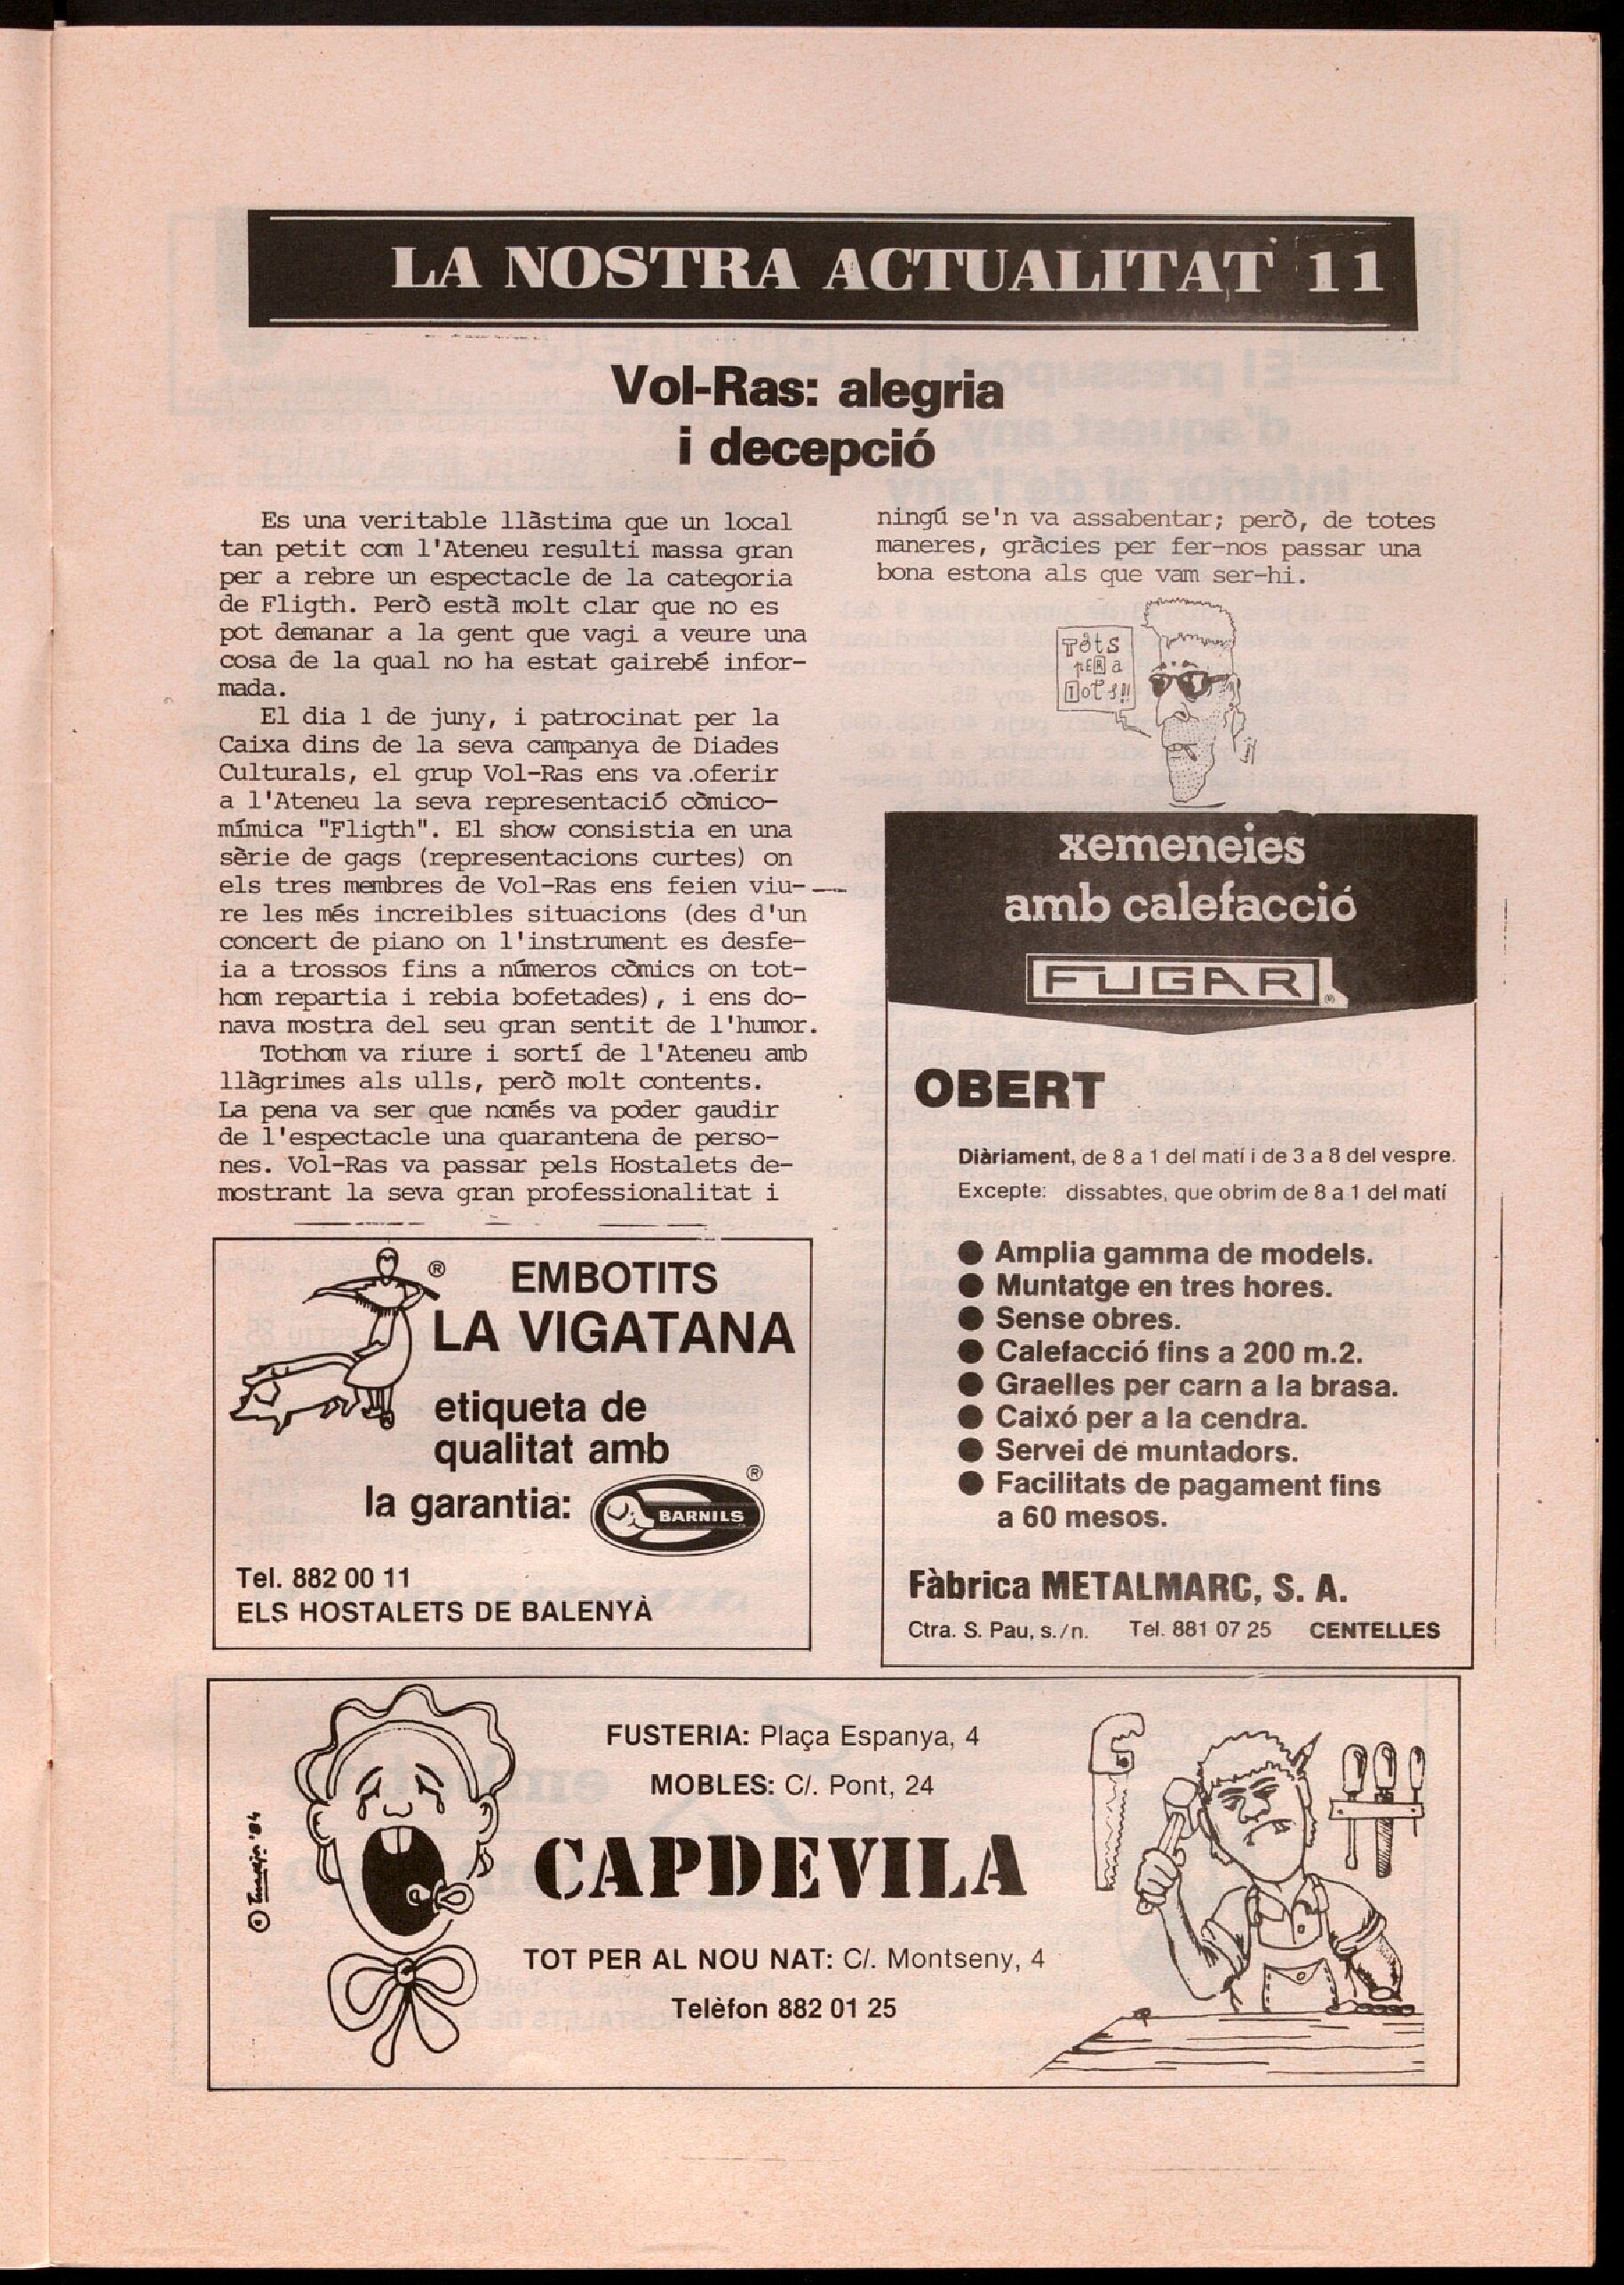 LA NOSTRA ACTUALITAT 11
Vol-Ras: alegria
i decepció
Es una veritable llàstima que un local
tan petit com l'Ateneu resulti massa gran
per a rebre un espectacle de la categoria
de Fligth. Però està molt clar que no es
pot demanar a la gent que vagi a veure una
cosa de la qual no ha estat gairebé infor-
mada.
El dia 1 de juny, i patrocinat per la
Caixa dins de la seva campanya de Diades
Culturals, el grup Vol-Ras ens va.oferir
a l'Ateneu la seva representació còmico-
mímica "Fligth". El show consistia en una
sèrie de gags (representacions curtes) on
els tres membres de Vol-Ras ens feien viu-
re les més increibles situacions (des d'un
concert de piano on l'instrument es desfe-
ia a trossos fins a números còmics on tot-
hom repartia i rebia bofetades), i ens do-
nava mostra del seu gran sentit de l'humor.
Tothom va riure i sortí de l'Ateneu amb
llàgrimes als ulls, però molt contents.
La pena va ser que només va poder gaudir
de l'espectacle una quarantena de perso-
nes. Vol-Ras va passar pels Hostalets de-
mostrant la seva gran professionalitat i
ningú se'n va assabentar; però, de totes
maneres, gràcies per fer-nos passar una
bona estona als que vam ser-hi.
Tots
PER a
Tots!!
xemeneies
amb calefacció
FUGAR ®
OBERT
Diàriament, de 8 a 1 del matí i de 3 a 8 del vespre.
Excepte: dissabtes, que obrim de 8 a 1 del matí
● Amplia gamma de models.
● Muntatge en tres hores.
● Sense obres.
● Calefacció fins a 200 m.2.
● Graelles per carn a la brasa.
● Caixó per a la cendra.
● Servei de muntadors.
● Facilitats de pagament fins
a 60 mesos.
Fàbrica METALMARC, S. A.
Ctra. S. Pau, s./n. Tel. 881 07 25 CENTELLES
® EMBOTITS
LA VIGATANA
etiqueta de
qualitat amb
la garantia: BARNILS ®
Tel. 882 00 11
ELS HOSTALETS DE BALENYÀ
FUSTERIA: Plaça Espanya, 4
MOBLES: C/. Pont, 24
CAPDEVILA
TOT PER AL NOU NAT: C/. Montseny, 4
Telèfon 882 01 25
© '84